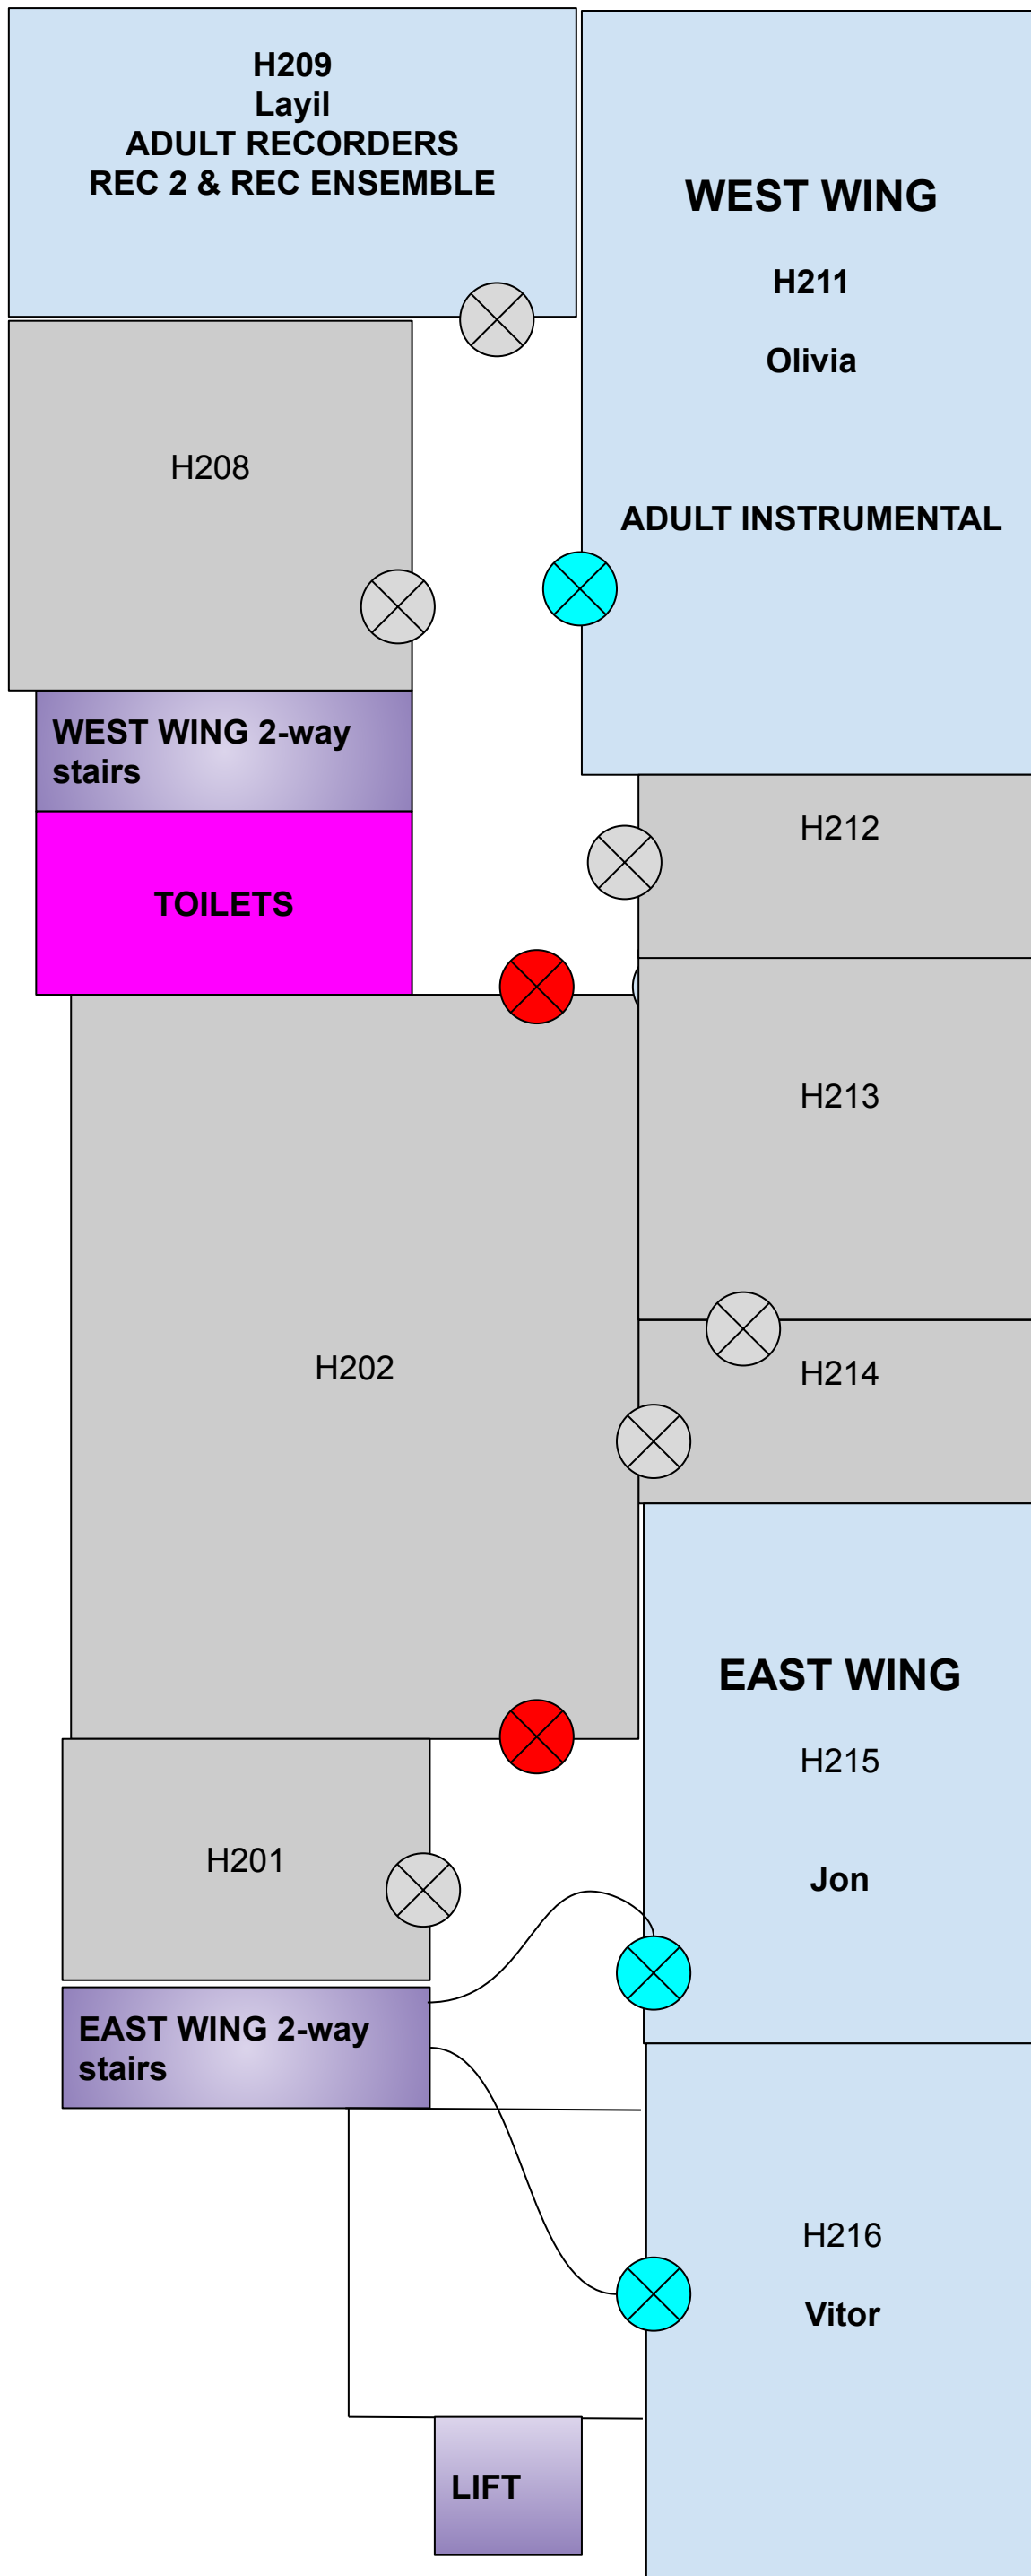 H209
Layil
ADULT RECORDERS
REC 2 & REC ENSEMBLE
WEST WING
H211
Olivia
ADULT INSTRUMENTAL
H208
WEST WING 2-way
stairs
TOILETS
H212
H213
H202
H214
EAST WING
H215
Jon
H201
EAST WING 2-way
stairs
H216
Vitor
LIFT